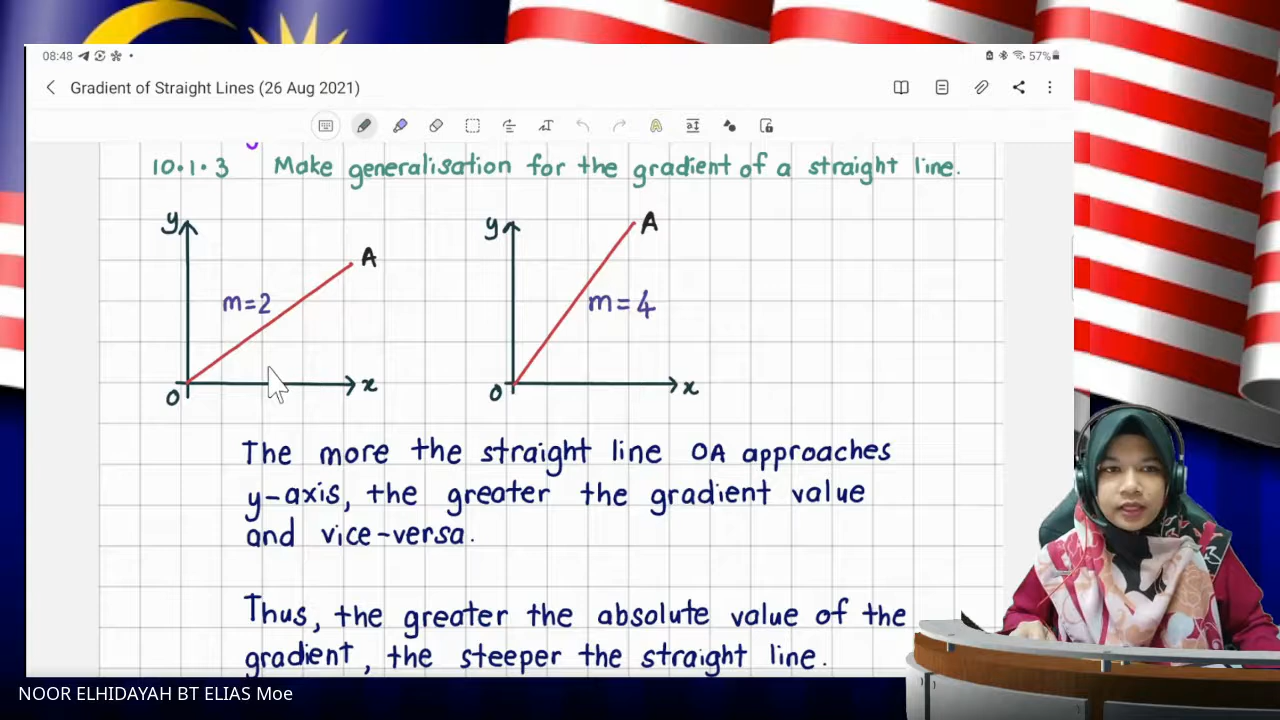 08:48
57%
Gradient of Straight Lines (26 Aug 2021)
10.1.3 Make generalisation for the gradient of a straight line.
y
A
m=2
O
x
y
A
m=4
O
x
The more the straight line OA approaches
y-axis, the greater the gradient value
and vice-versa.
Thus, the greater the absolute value of the
gradient, the steeper the straight line.
NOOR ELHIDAYAH BT ELIAS Moe